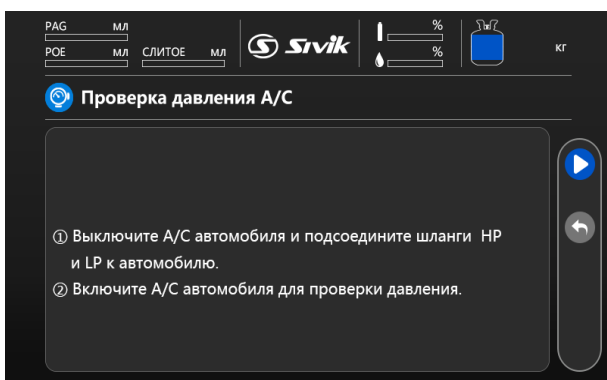 PAG мл
POE мл СЛИТОЕ мл
Sivik
%
%
кг
Проверка давления A/C
① Выключите A/C автомобиля и подсоедините шланги HP
и LP к автомобилю.
② Включите A/C автомобиля для проверки давления.